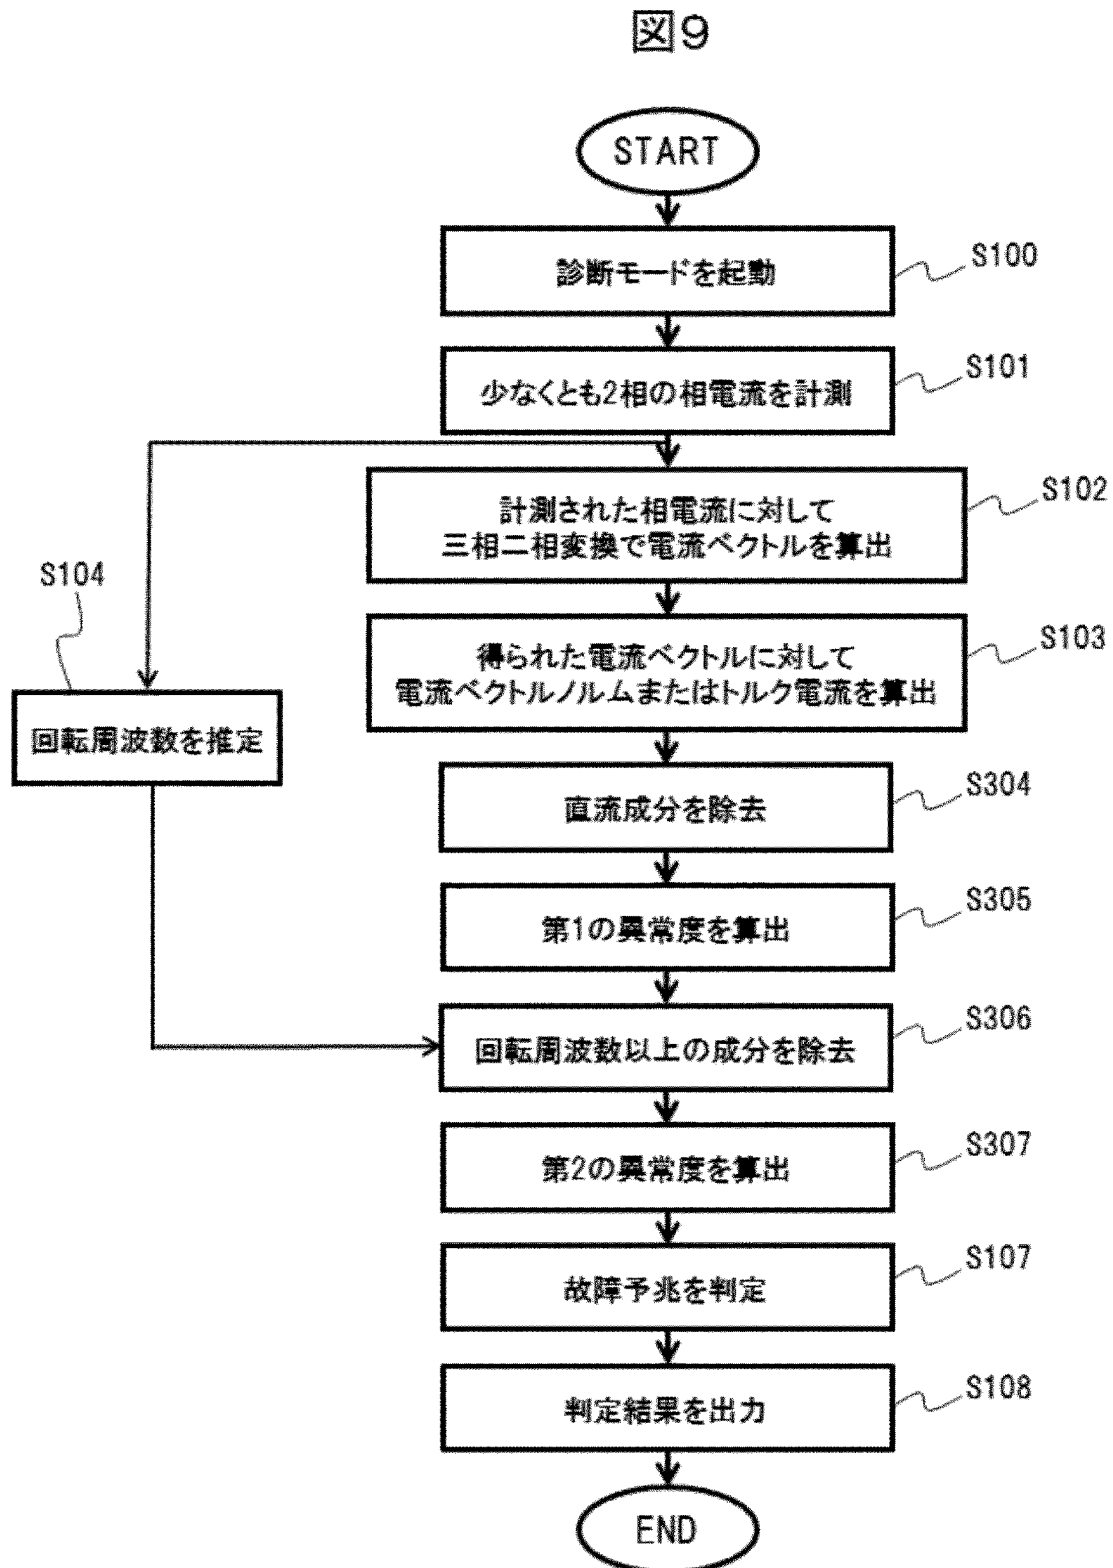 図9
START
診断モードを起動
S100
少なくとも2相の相電流を計測
S101
計測された相電流に対して
三相二相変換で電流ベクトルを算出
S102
得られた電流ベクトルに対して
電流ベクトルノルムまたはトルク電流を算出
S103
S104
回転周波数を推定
直流成分を除去
S304
第1の異常度を算出
S305
回転周波数以上の成分を除去
S306
第2の異常度を算出
S307
故障予兆を判定
S107
判定結果を出力
S108
END